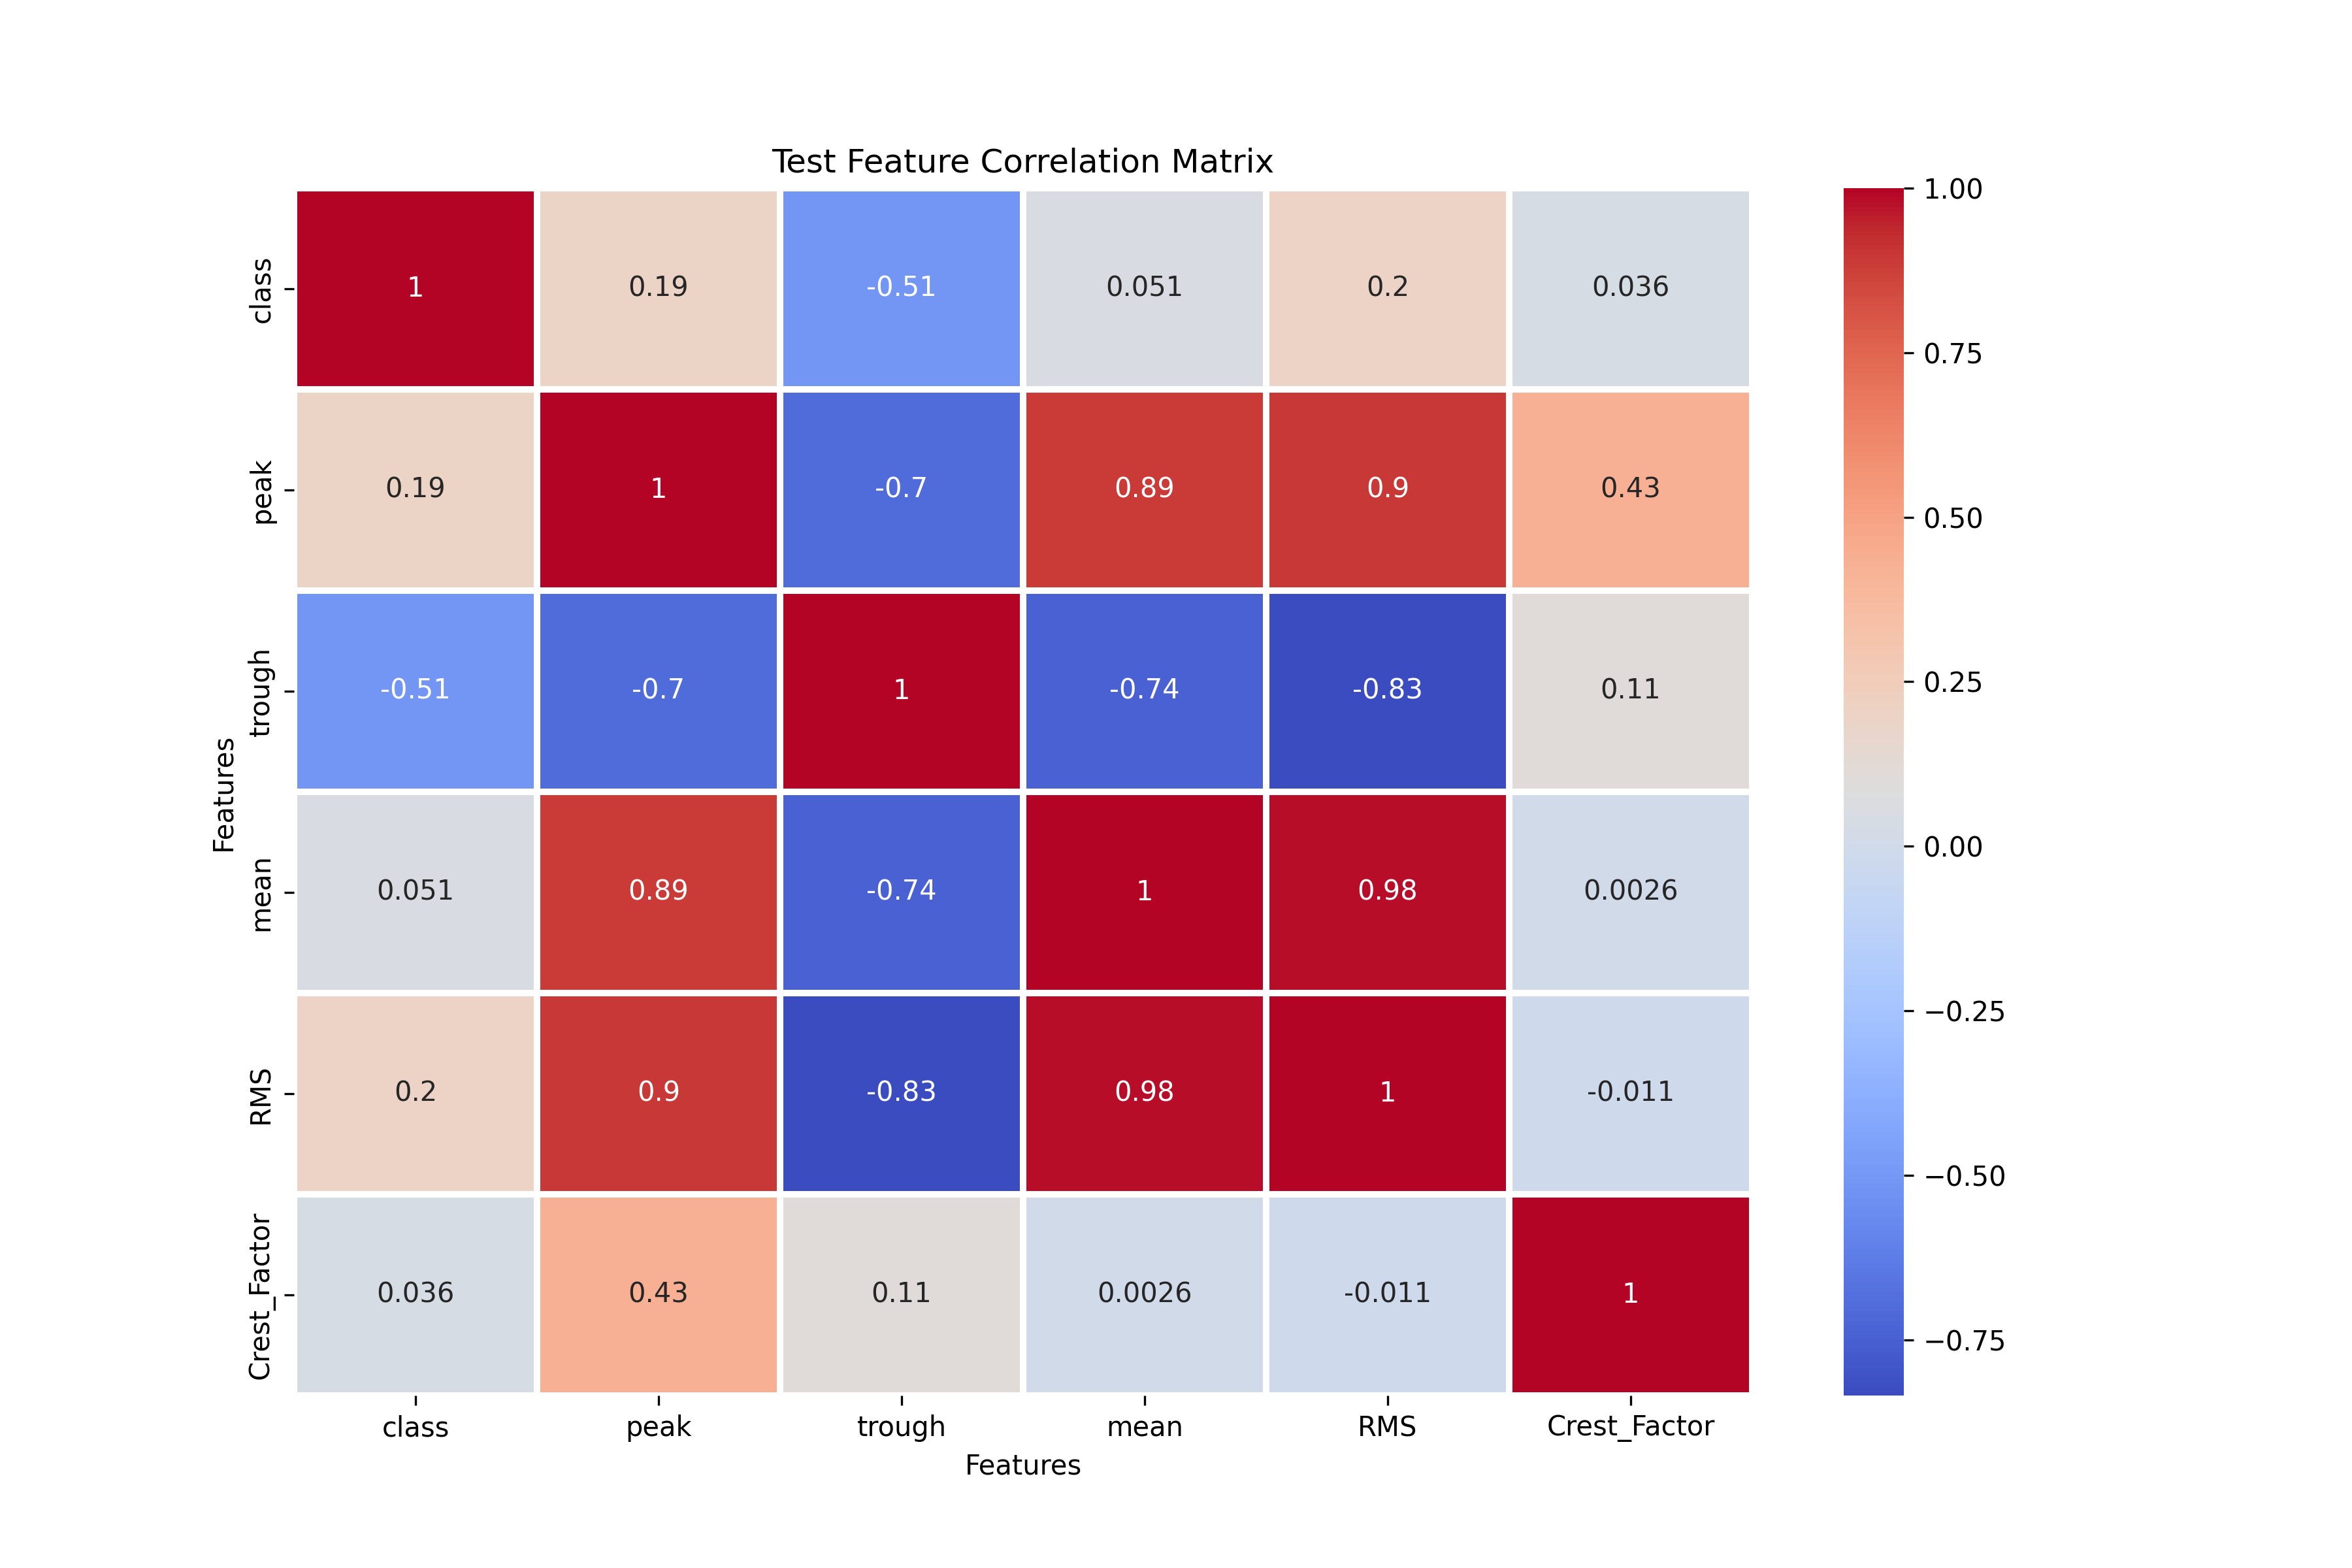 Test Feature Correlation Matrix
class 1 0.19 -0.51 0.051 0.2 0.036
peak 0.19 1 -0.7 0.89 0.9 0.43
trough -0.51 -0.7 1 -0.74 -0.83 0.11
mean 0.051 0.89 -0.74 1 0.98 0.0026
RMS 0.2 0.9 -0.83 0.98 1 -0.011
Crest_Factor 0.036 0.43 0.11 0.0026 -0.011 1
Features
class peak trough mean RMS Crest_Factor
Features
1.00
0.75
0.50
0.25
0.00
−0.25
−0.50
−0.75